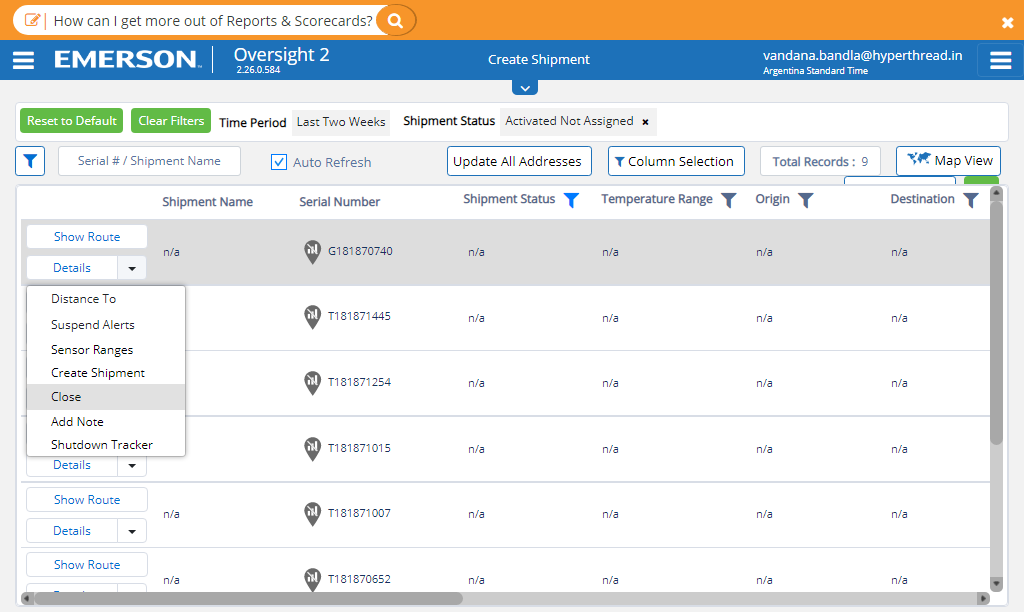 How can I get more out of Reports & Scorecards?
EMERSON
Oversight 2
2.26.0.584
Create Shipment
vandana.bandla@hyperthread.in
Argentina Standard Time
Reset to Default
Clear Filters
Time Period
Last Two Weeks
Shipment Status
Activated Not Assigned
Serial # / Shipment Name
Auto Refresh
Update All Addresses
Column Selection
Total Records : 9
Map View
Shipment Name
Serial Number
Shipment Status
Temperature Range
Origin
Destination
Show Route
Details
n/a
G181870740
n/a
n/a
n/a
n/a
Distance To
Suspend Alerts
Sensor Ranges
Create Shipment
Close
Add Note
Shutdown Tracker
T181871445
n/a
n/a
n/a
n/a
T181871254
n/a
n/a
n/a
n/a
Details
T181871015
n/a
n/a
n/a
n/a
Show Route
Details
n/a
T181871007
n/a
n/a
n/a
n/a
Show Route
n/a
T181870652
n/a
n/a
n/a
n/a